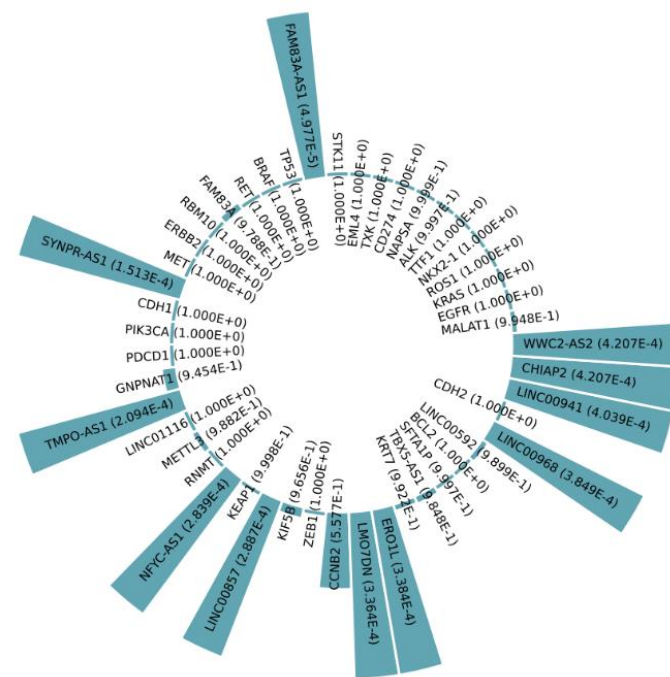 FAM83A-AS1 (4.977E-5)
STK11 (1.000E+0)
EML4 (1.000E+0)
TXK (1.000E+0)
CD274 (1.000E+0)
NAPSA (9.999E-1)
ALK (9.997E-1)
TTF1 (1.000E+0)
NKX2-1 (1.000E+0)
ROS1 (1.000E+0)
KRAS (1.000E+0)
EGFR (1.000E+0)
MALAT1 (9.948E-1)
WWC2-AS2 (4.207E-4)
CHIAP2 (4.207E-4)
LINC00941 (4.039E-4)
CDH2 (1.000E+0)
LINC00968 (3.849E-4)
LINC00592 (9.899E-1)
BCL2 (1.000E+0)
SFTA1P (9.997E-1)
TBX5-AS1 (9.848E-1)
KRT7 (9.922E-1)
ERO1L (3.384E-4)
LMO7DN (3.364E-4)
CCNB2 (5.577E-1)
ZEB1 (1.000E+0)
KIF5B (9.656E-1)
LINC00857 (2.887E-4)
KEAP1 (9.998E-1)
NFYC-AS1 (2.839E-4)
RNMT (1.000E+0)
METTL3 (9.882E-1)
LINC01116 (1.000E+0)
TMPO-AS1 (2.094E-4)
GNPNAT1 (9.454E-1)
PDCD1 (1.000E+0)
PIK3CA (1.000E+0)
CDH1 (1.000E+0)
SYNPR-AS1 (1.513E-4)
MET (1.000E+0)
ERBB2 (1.000E+0)
RBM10 (1.000E+0)
FAM83A (9.788E-1)
RET (1.000E+0)
BRAF (1.000E+0)
TP53 (1.000E+0)